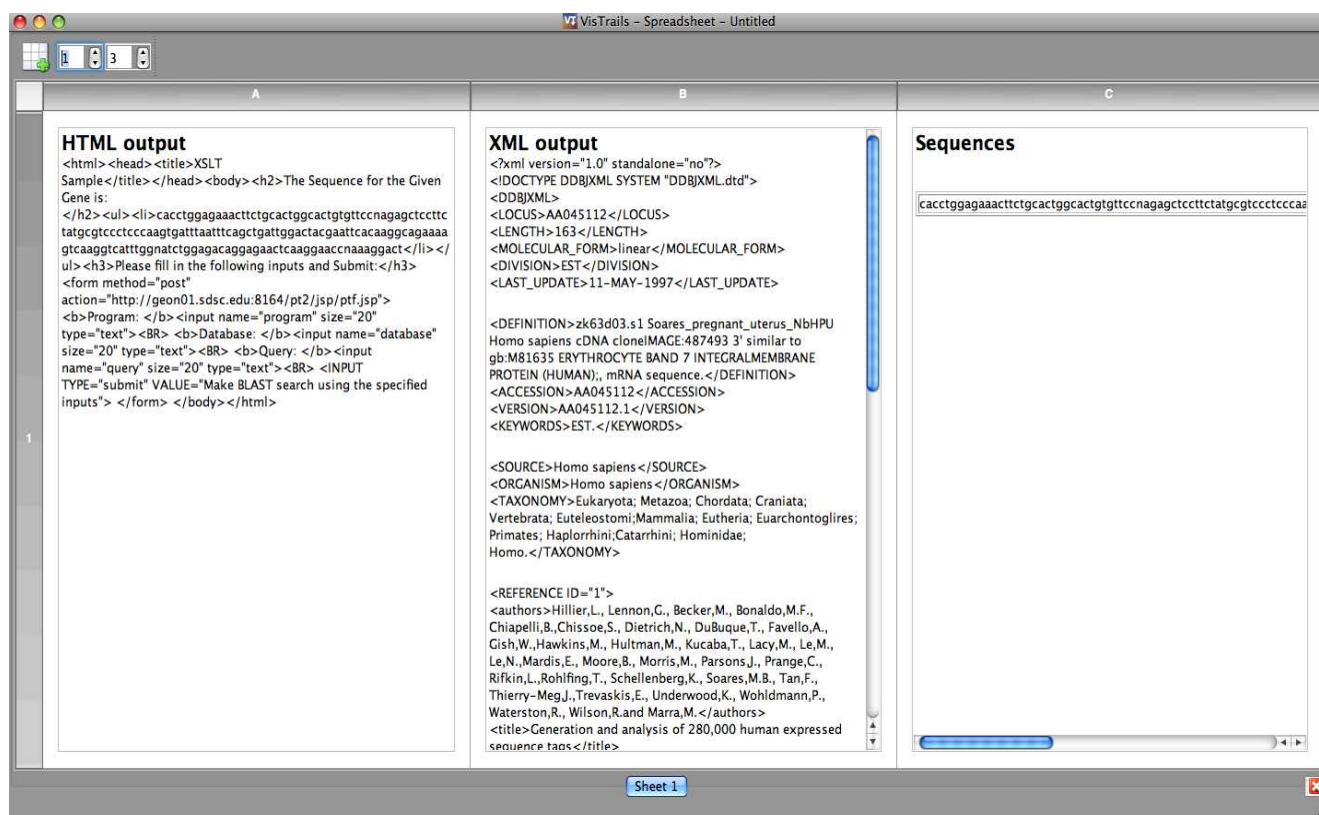 VisTrails - Spreadsheet - Untitled
1
3
A
B
C
1
HTML output
<html><head><title>XSLT
Sample</title></head><body><h2>The Sequence for the Given
Gene is:
</h2><ul><li>cacctggagaaacttctgcactggcactgtgttccnagagctccttc
tatgcgtccctcccaagtgatttaatttcagctgattggactacgaattcacaaggcagaaaa
gtcaaggtcatttggnatctggagacaggagaactcaaggaaccnaaaggact</li></
ul><h3>Please fill in the following inputs and Submit:</h3>
<form method="post"
action="http://geon01.sdsc.edu:8164/pt2/jsp/ptf.jsp">
<b>Program: </b><input name="program" size="20"
type="text"><BR> <b>Database: </b><input name="database"
size="20" type="text"><BR> <b>Query: </b><input
name="query" size="20" type="text"><BR> <INPUT
TYPE="submit" VALUE="Make BLAST search using the specified
inputs"> </form> </body></html>
XML output
<?xml version="1.0" standalone="no"?>
<!DOCTYPE DDBJXML SYSTEM "DDBJXML.dtd">
<DDBJXML>
<LOCUS>AA045112</LOCUS>
<LENGTH>163</LENGTH>
<MOLECULAR_FORM>linear</MOLECULAR_FORM>
<DIVISION>EST</DIVISION>
<LAST_UPDATE>11-MAY-1997</LAST_UPDATE>
<DEFINITION>zk63d03.s1 Soares_pregnant_uterus_NbHPU
Homo sapiens cDNA cloneIMAGE:487493 3' similar to
gb:M81635 ERYTHROCYTE BAND 7 INTEGRALMEMBRANE
PROTEIN (HUMAN);, mRNA sequence.</DEFINITION>
<ACCESSION>AA045112</ACCESSION>
<VERSION>AA045112.1</VERSION>
<KEYWORDS>EST.</KEYWORDS>
<SOURCE>Homo sapiens</SOURCE>
<ORGANISM>Homo sapiens</ORGANISM>
<TAXONOMY>Eukaryota; Metazoa; Chordata; Craniata;
Vertebrata; Euteleostomi;Mammalia; Eutheria; Euarchontoglires;
Primates; Haplorrhini;Catarrhini; Hominidae;
Homo.</TAXONOMY>
<REFERENCE ID="1">
<authors>Hillier,L., Lennon,G., Becker,M., Bonaldo,M.F.,
Chiapelli,B.,Chissoe,S., Dietrich,N., DuBuque,T., Favello,A.,
Gish,W.,Hawkins,M., Hultman,M., Kucaba,T., Lacy,M., Le,M.,
Le,N.,Mardis,E., Moore,B., Morris,M., Parsons,J., Prange,C.,
Rifkin,L.,Rohlfing,T., Schellenberg,K., Soares,M.B., Tan,F.,
Thierry-Meg,J.,Trevaskis,E., Underwood,K., Wohldmann,P.,
Waterston,R., Wilson,R.and Marra,M.</authors>
<title>Generation and analysis of 280,000 human expressed
sequence tags</title>
Sequences
cacctggagaaacttctgcactggcactgtgttccnagagctccttctatgcgtccctcccaa
Sheet 1